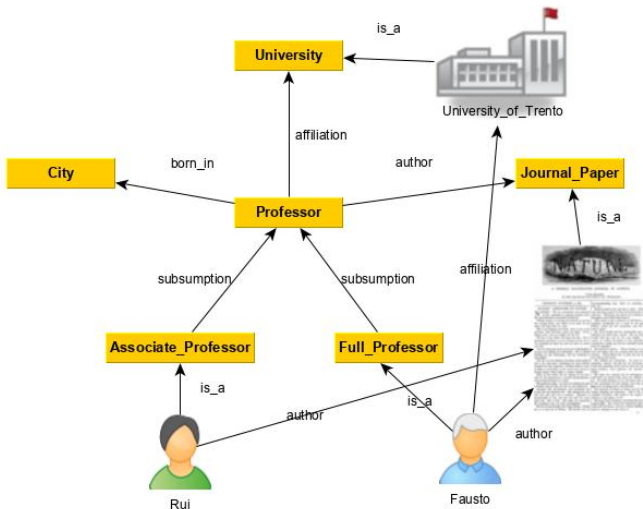 is_a
University
University_of_Trento
affiliation
born_in
author
City
Journal_Paper
Professor
is_a
NATURE
subsumption
subsumption
affiliation
Associate_Professor
Full_Professor
is_a
is_a
author
author
Rui
Fausto